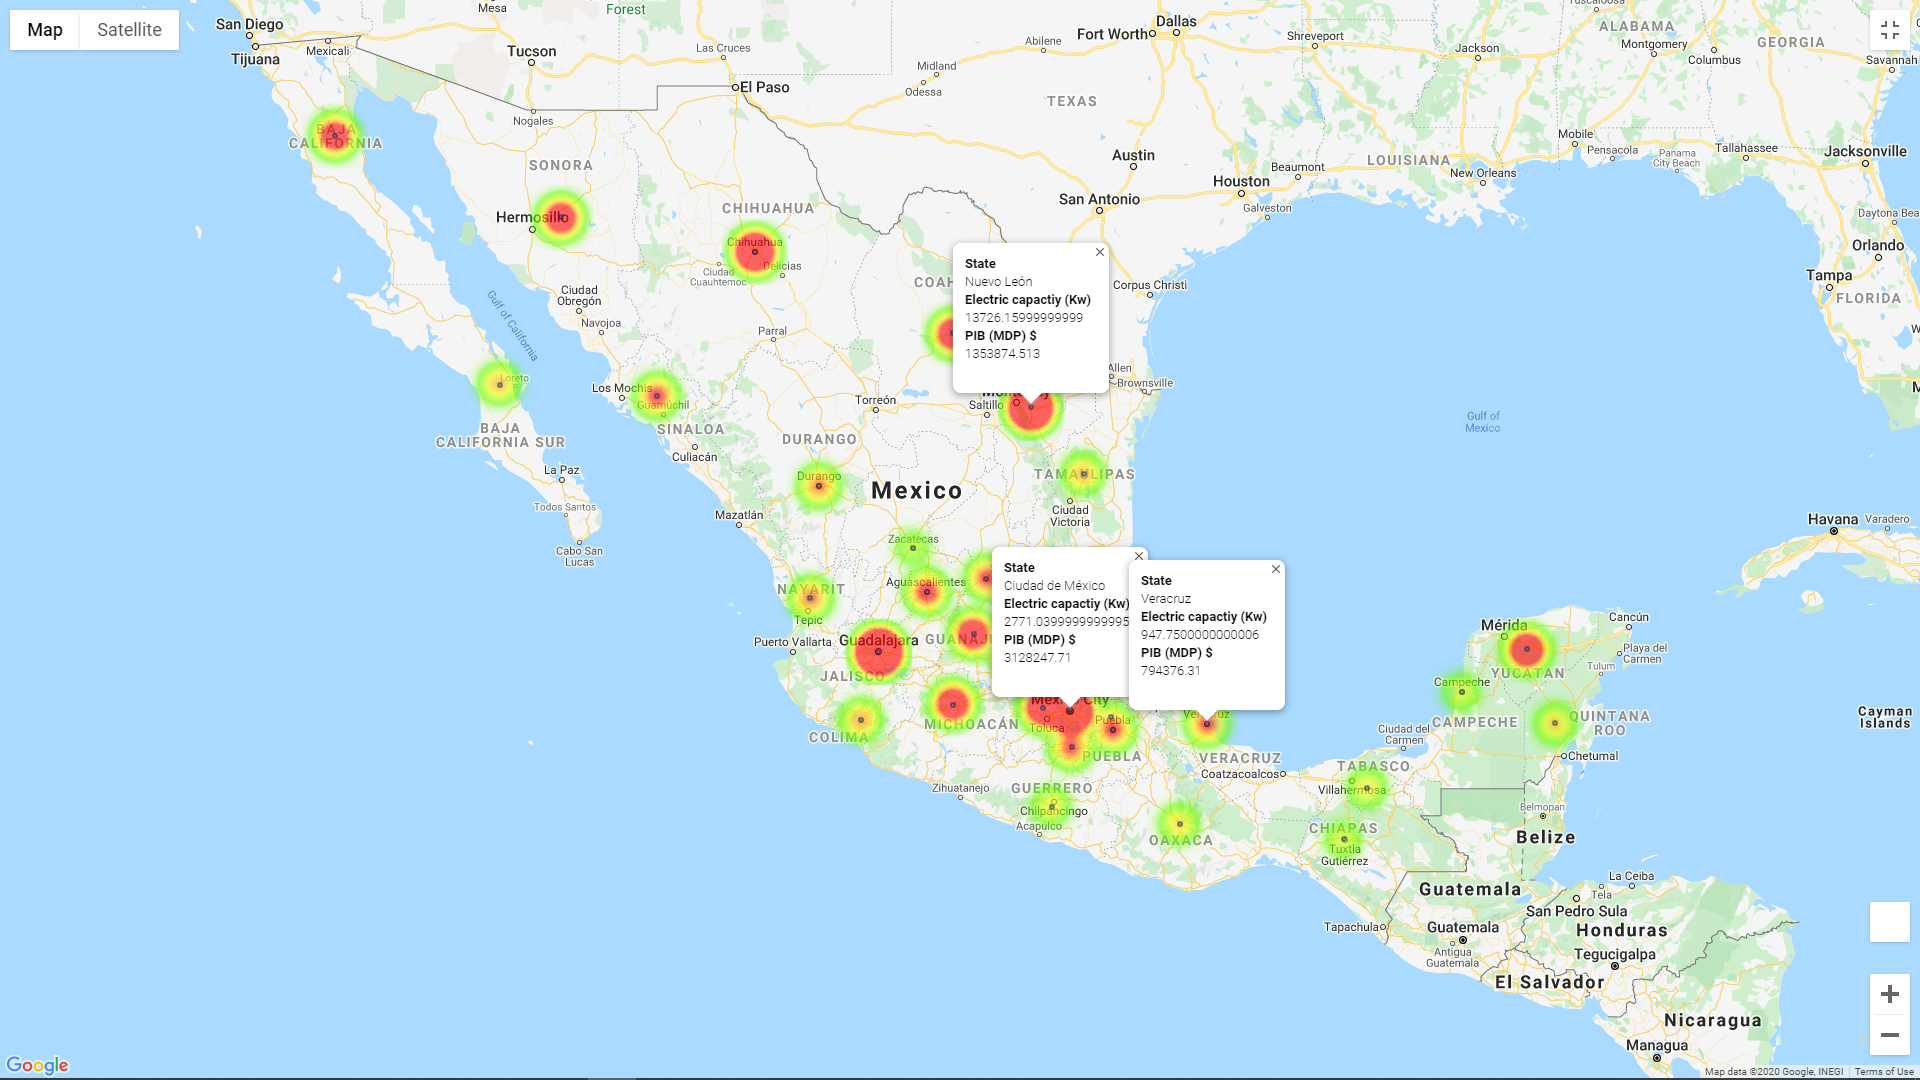 Map
Satellite
San Diego
Mexicali
Tijuana
Mesa
Forest
Tucson
Nogales
Las Cruces
El Paso
Abilene
Midland
Odessa
Fort Worth
Dallas
TEXAS
Austin
San Antonio
Houston
Galveston
Beaumont
Shreveport
LOUISIANA
New Orleans
Tuscaloosa
ALABAMA
Montgomery
Jackson
Mobile
Pensacola
Panama
City Beach
Tallahassee
GEORGIA
Columbus
Savannah
Jacksonville
Daytona Bea
Orlando
Tampa
FLORIDA
BAJA
CALIFORNIA
SONORA
Hermosillo
CHIHUAHUA
Chihuahua
Delicias
Ciudad
Cuauhtemoc
Ciudad
Obregón
Navojoa
Parral
Gulf of California
COAH
Corpus Christi
Allen
Brownsville
State
Nuevo León
Electric capactiy (Kw)
13726.15999999999
PIB (MDP) $
1353874.513
Loreto
Los Mochis
Guamúchil
SINALOA
Culiacán
Torreón
Saltillo
BAJA
CALIFORNIA SUR
La Paz
Todos Santos
Cabo San
Lucas
DURANGO
Durango
Mazatlán
Mexico
TAMAULIPAS
Ciudad
Victoria
Gulf of
Mexico
Zacatecas
Aguascalientes
NAYARIT
Tepic
Puerto Vallarta
Guadalajara
JALISCO
GUANAJ
COLIMA
MICHOACÁN
State
Ciudad de México
Electric capactiy (Kw)
2771.0399999999995
PIB (MDP) $
3128247.71
State
Veracruz
Electric capactiy (Kw)
947.7500000000006
PIB (MDP) $
794376.31
Mexico City
Toluca
Puebla
PUEBLA
Veracruz
VERACRUZ
Coatzacoalcos
Zihuatanejo
GUERRERO
Chilpancingo
Acapulco
OAXACA
TABASCO
Villahermosa
CHIAPAS
Tuxtla
Gutiérrez
Tapachula
Ciudad del
Carmen
Campeche
CAMPECHE
Mérida
YUCATAN
Cancún
Playa del
Carmen
Tulum
QUINTANA
ROO
Chetumal
Belmopan
Belize
Havana
Varadero
Cayman
Islands
Guatemala
Guatemala
Antigua
Guatemala
La Ceiba
Tela
San Pedro Sula
Honduras
Tegucigalpa
El Salvador
Nicaragua
Managua
Google
Map data ©2020 Google, INEGI
Terms of Use